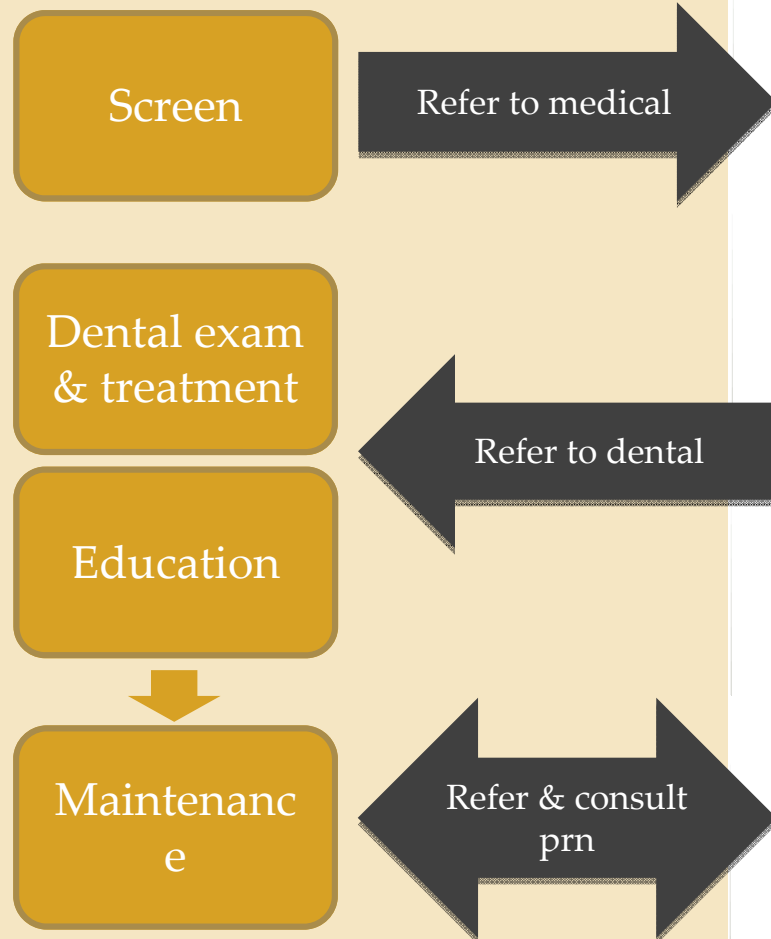 Screen
Refer to medical
Dental exam
& treatment
Refer to dental
Education
Maintenanc
e
Refer & consult
prn